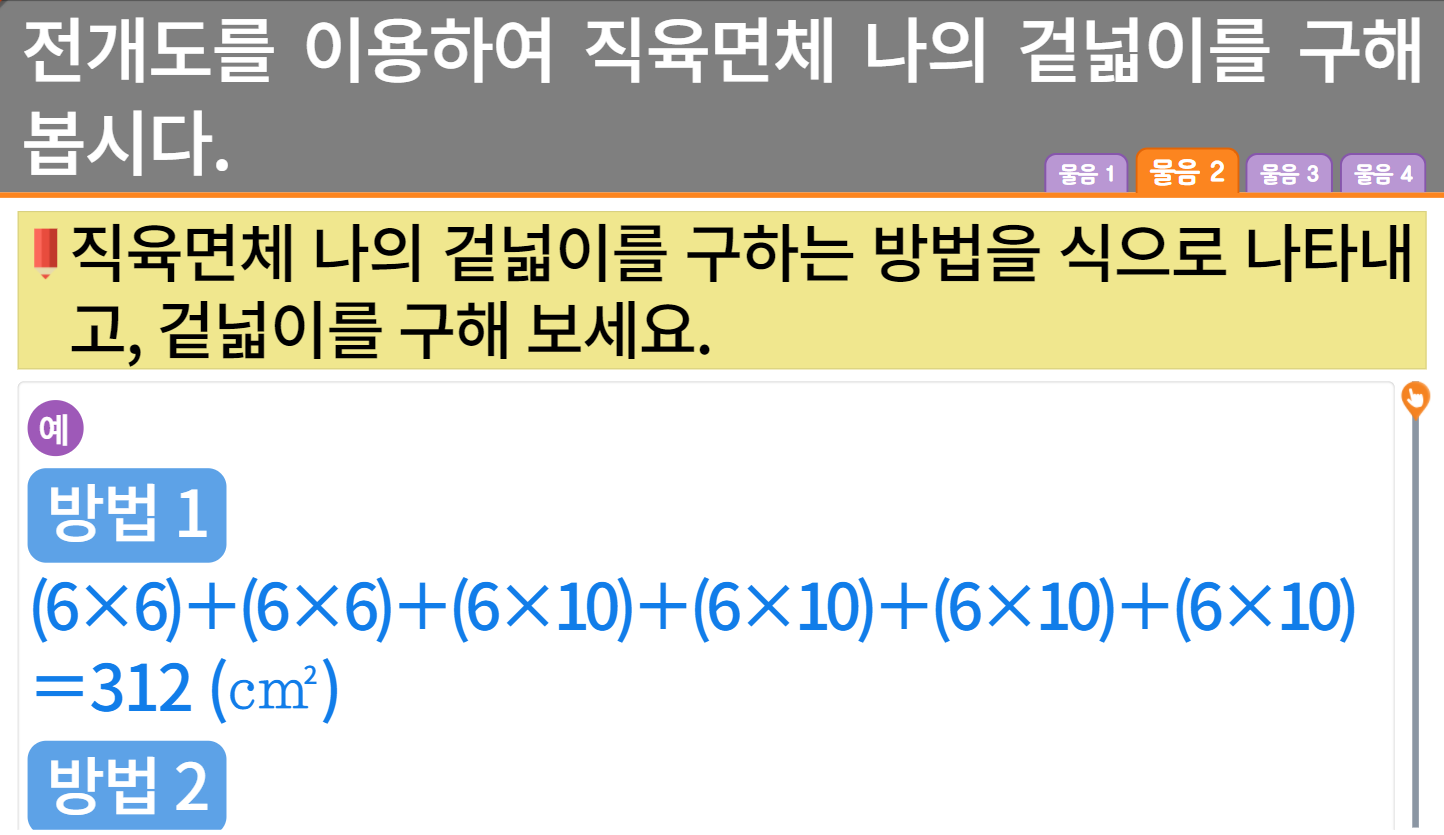 전개도를 이용하여 직육면체 나의 겉넓이를 구해
봅시다.
물음 1 물음 2 물음 3 물음 4
직육면체 나의 겉넓이를 구하는 방법을 식으로 나타내
고, 겉넓이를 구해 보세요.
예
방법 1
(6×6)+(6×6)+(6×10)+(6×10)+(6×10)+(6×10)
=312 (cm²)
방법 2